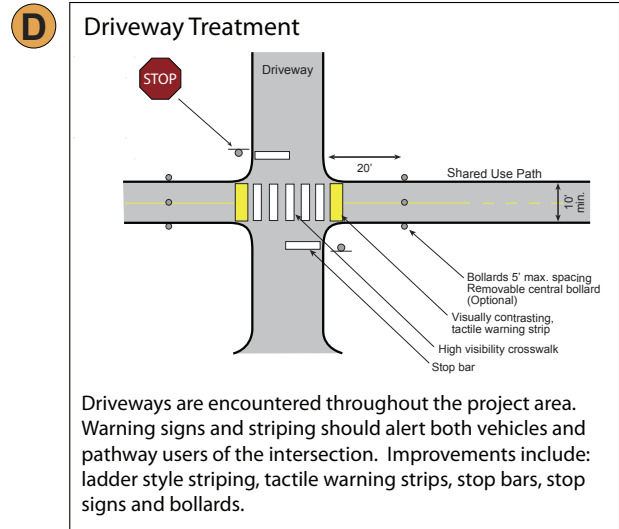 D
Driveway Treatment
STOP
Driveway
20'
Shared Use Path
10'
min.
Bollards 5' max. spacing
Removable central bollard
(Optional)
Visually contrasting,
tactile warning strip
High visibility crosswalk
Stop bar
Driveways are encountered throughout the project area.
Warning signs and striping should alert both vehicles and
pathway users of the intersection.  Improvements include:
ladder style striping, tactile warning strips, stop bars, stop
signs and bollards.